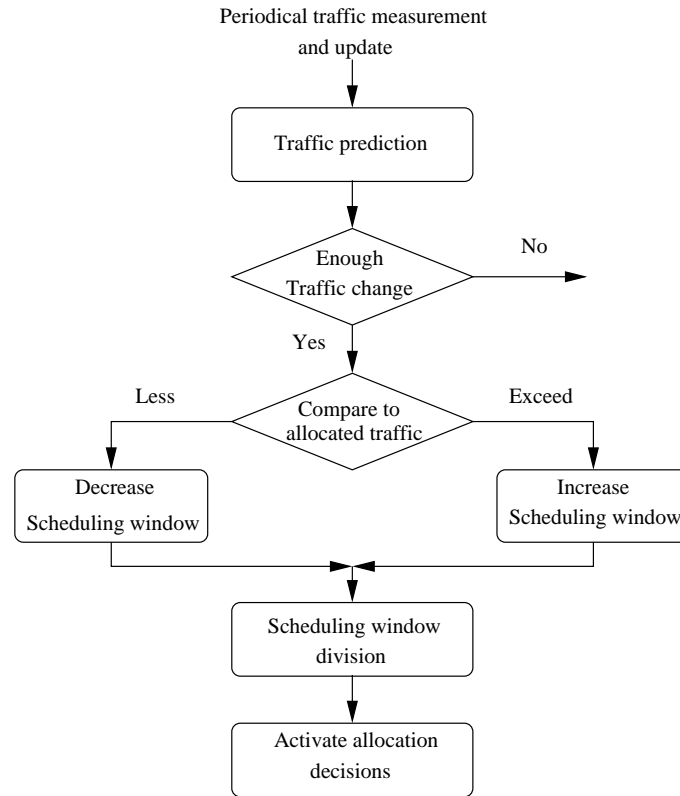 Periodical traffic measurement
and update
Traffic prediction
Enough
Traffic change
No
Yes
Less
Compare to
allocated traffic
Exceed
Decrease
Scheduling window
Increase
Scheduling window
Scheduling window
division
Activate allocation
decisions